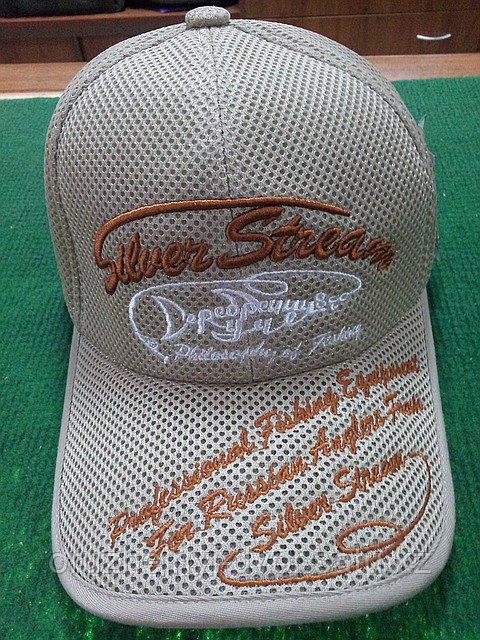 Silver Stream
Philosophy of Fishing
Professional Fishing Equipment
For Russian Anglers From
Silver Stream